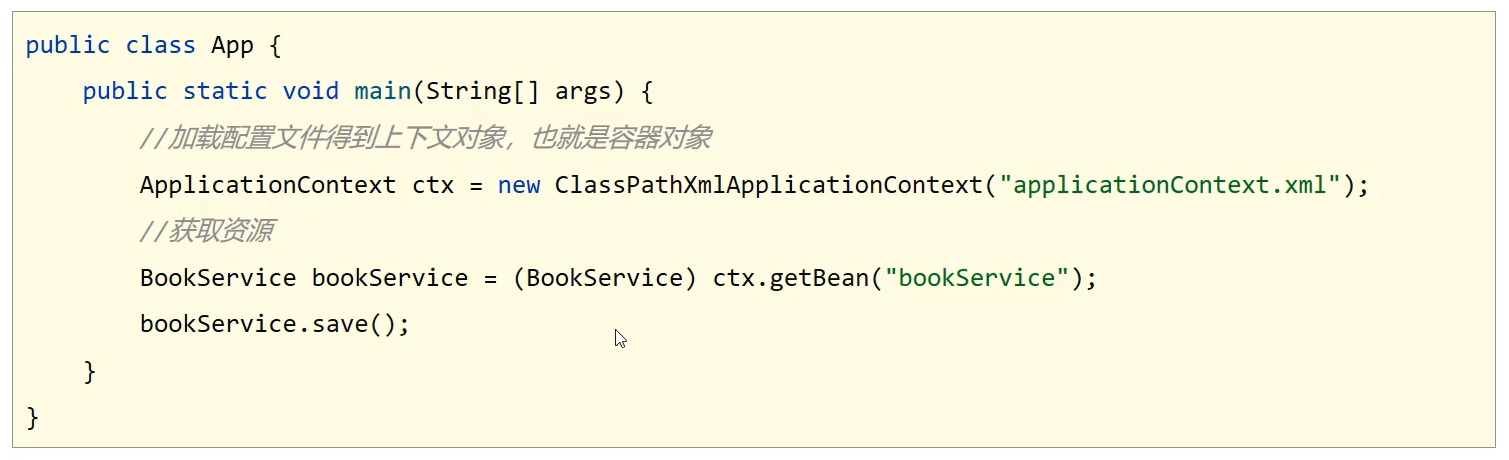 public class App {
public static void main(String[] args) {
//加载配置文件得到上下文对象，也就是容器对象
ApplicationContext ctx = new ClassPathXmlApplicationContext("applicationContext.xml");
//获取资源
BookService bookService = (BookService) ctx.getBean("bookService");
bookService.save();
}
}